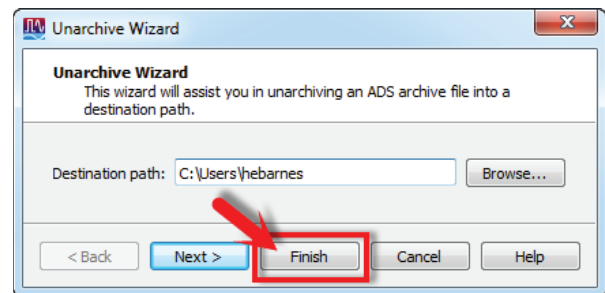 Unarchive Wizard
Unarchive Wizard
This wizard will assist you in unarchiving an ADS archive file into a
destination path.
Destination path: C:\Users\hebarnes Browse...
< Back Next > Finish Cancel Help